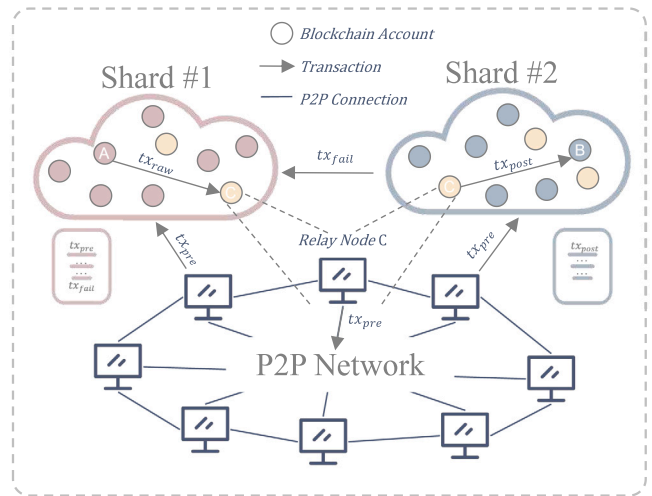 Blockchain Account
Transaction
P2P Connection
Shard #1
Shard #2
A
tx_raw
C
tx_fail
C
tx_post
B
Relay Node C
tx_pre
...
...
tx_fail
tx_pre
tx_pre
tx_post
...
...
tx_pre
P2P Network